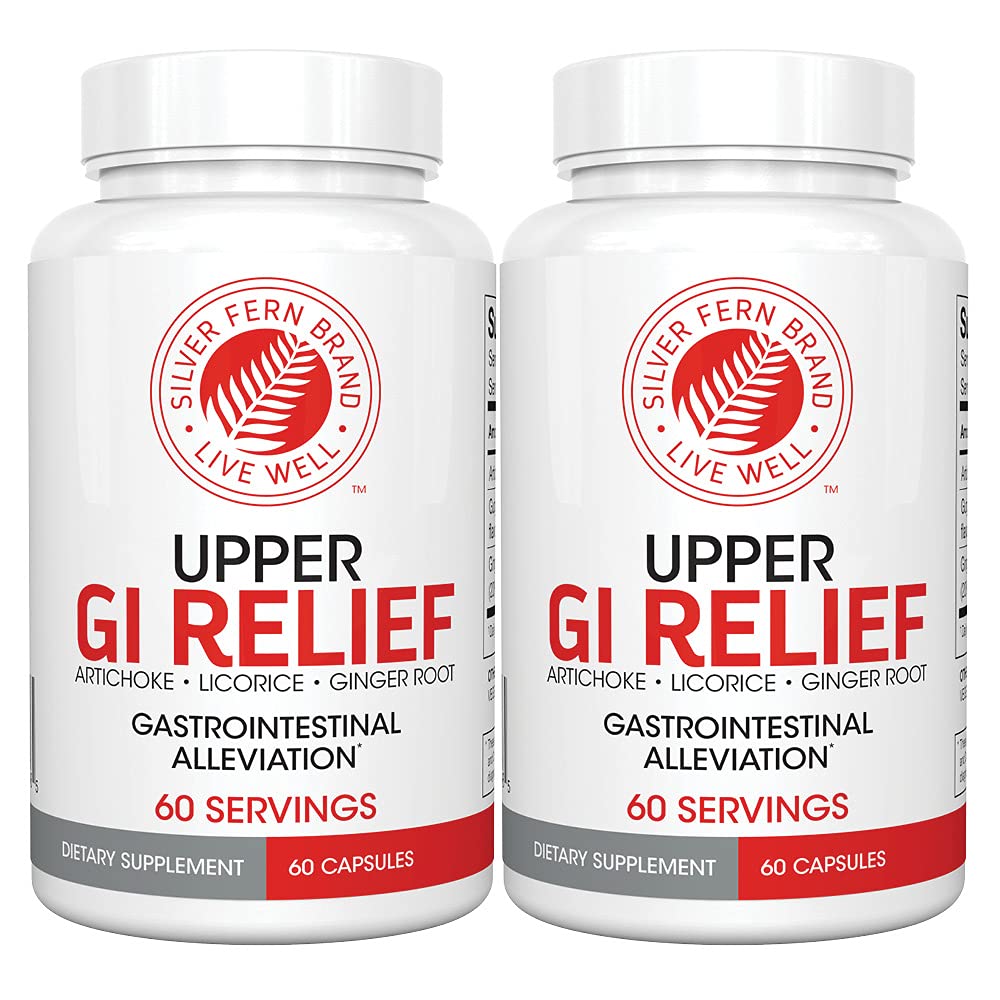 SILVER FERN BRAND
• LIVE WELL •
TM
UPPER
GI RELIEF
ARTICHOKE • LICORICE • GINGER ROOT
GASTROINTESTINAL
ALLEVIATION*
60 SERVINGS
DIETARY SUPPLEMENT
60 CAPSULES
5
SILVER FERN BRAND
• LIVE WELL •
TM
UPPER
GI RELIEF
ARTICHOKE • LICORICE • GINGER ROOT
GASTROINTESTINAL
ALLEVIATION*
60 SERVINGS
DIETARY SUPPLEMENT
60 CAPSULES
5